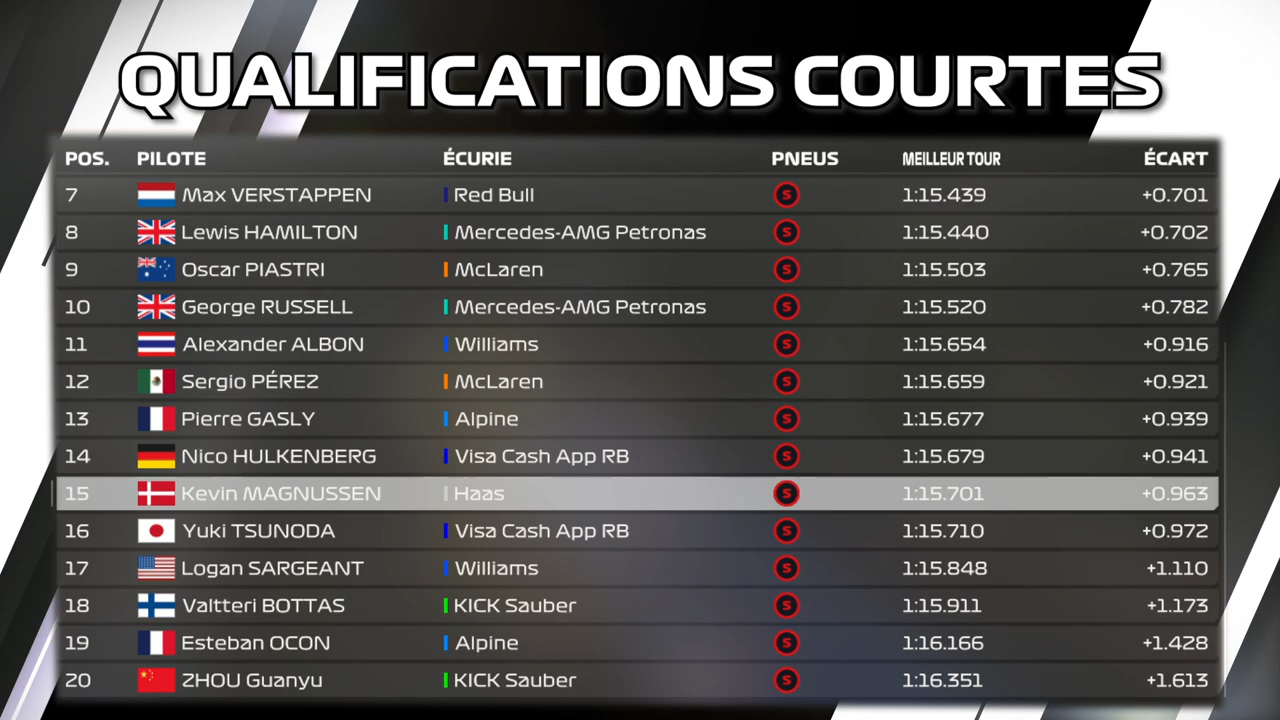 QUALIFICATIONS COURTES
POS. PILOTE ÉCURIE PNEUS MEILLEUR TOUR ÉCART
7 Max VERSTAPPEN Red Bull S 1:15.439 +0.701
8 Lewis HAMILTON Mercedes-AMG Petronas S 1:15.440 +0.702
9 Oscar PIASTRI McLaren S 1:15.503 +0.765
10 George RUSSELL Mercedes-AMG Petronas S 1:15.520 +0.782
11 Alexander ALBON Williams S 1:15.654 +0.916
12 Sergio PÉREZ McLaren S 1:15.659 +0.921
13 Pierre GASLY Alpine S 1:15.677 +0.939
14 Nico HULKENBERG Visa Cash App RB S 1:15.679 +0.941
15 Kevin MAGNUSSEN Haas S 1:15.701 +0.963
16 Yuki TSUNODA Visa Cash App RB S 1:15.710 +0.972
17 Logan SARGEANT Williams S 1:15.848 +1.110
18 Valtteri BOTTAS KICK Sauber S 1:15.911 +1.173
19 Esteban OCON Alpine S 1:16.166 +1.428
20 ZHOU Guanyu KICK Sauber S 1:16.351 +1.613